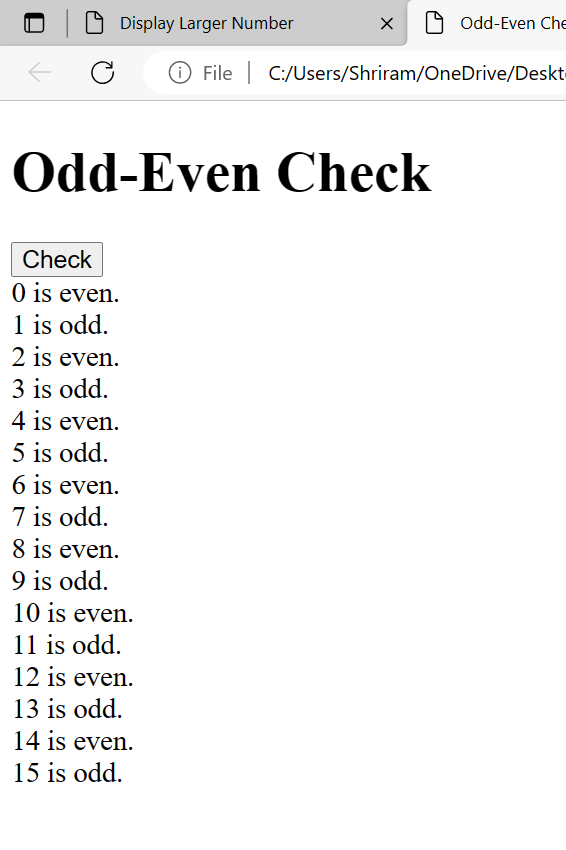 Display Larger Number
Odd-Even Che
File
C:/Users/Shriram/OneDrive/Deskt
Odd-Even Check
Check
0 is even.
1 is odd.
2 is even.
3 is odd.
4 is even.
5 is odd.
6 is even.
7 is odd.
8 is even.
9 is odd.
10 is even.
11 is odd.
12 is even.
13 is odd.
14 is even.
15 is odd.